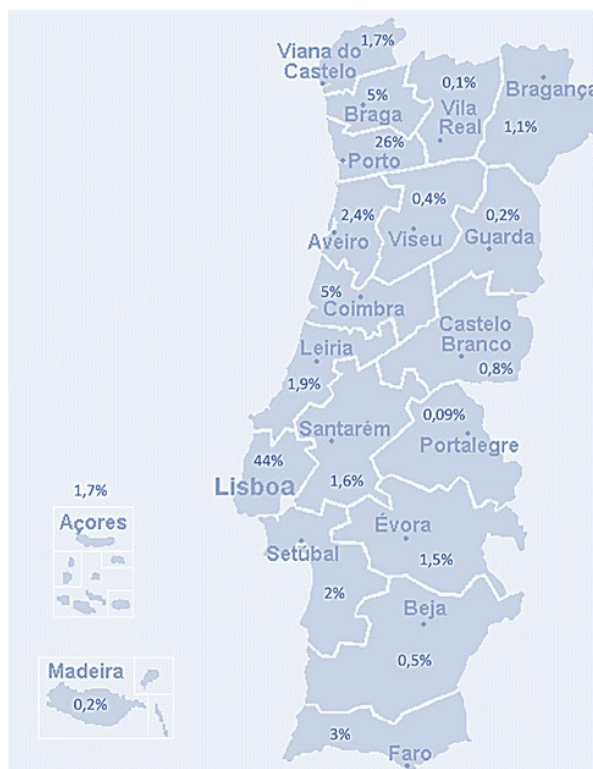 1,7%
Viana do
Castelo
5%
Braga
0,1%
Vila
Real
Bragança
1,1%
26%
Porto
2,4%
Aveiro
0,4%
Viseu
0,2%
Guarda
5%
Coimbra
Castelo
Branco
0,8%
Leiria
1,9%
Santarém
1,6%
0,09%
Portalegre
44%
Lisboa
Setúbal
2%
Évora
1,5%
Beja
0,5%
3%
Faro
1,7%
Açores
Madeira
0,2%